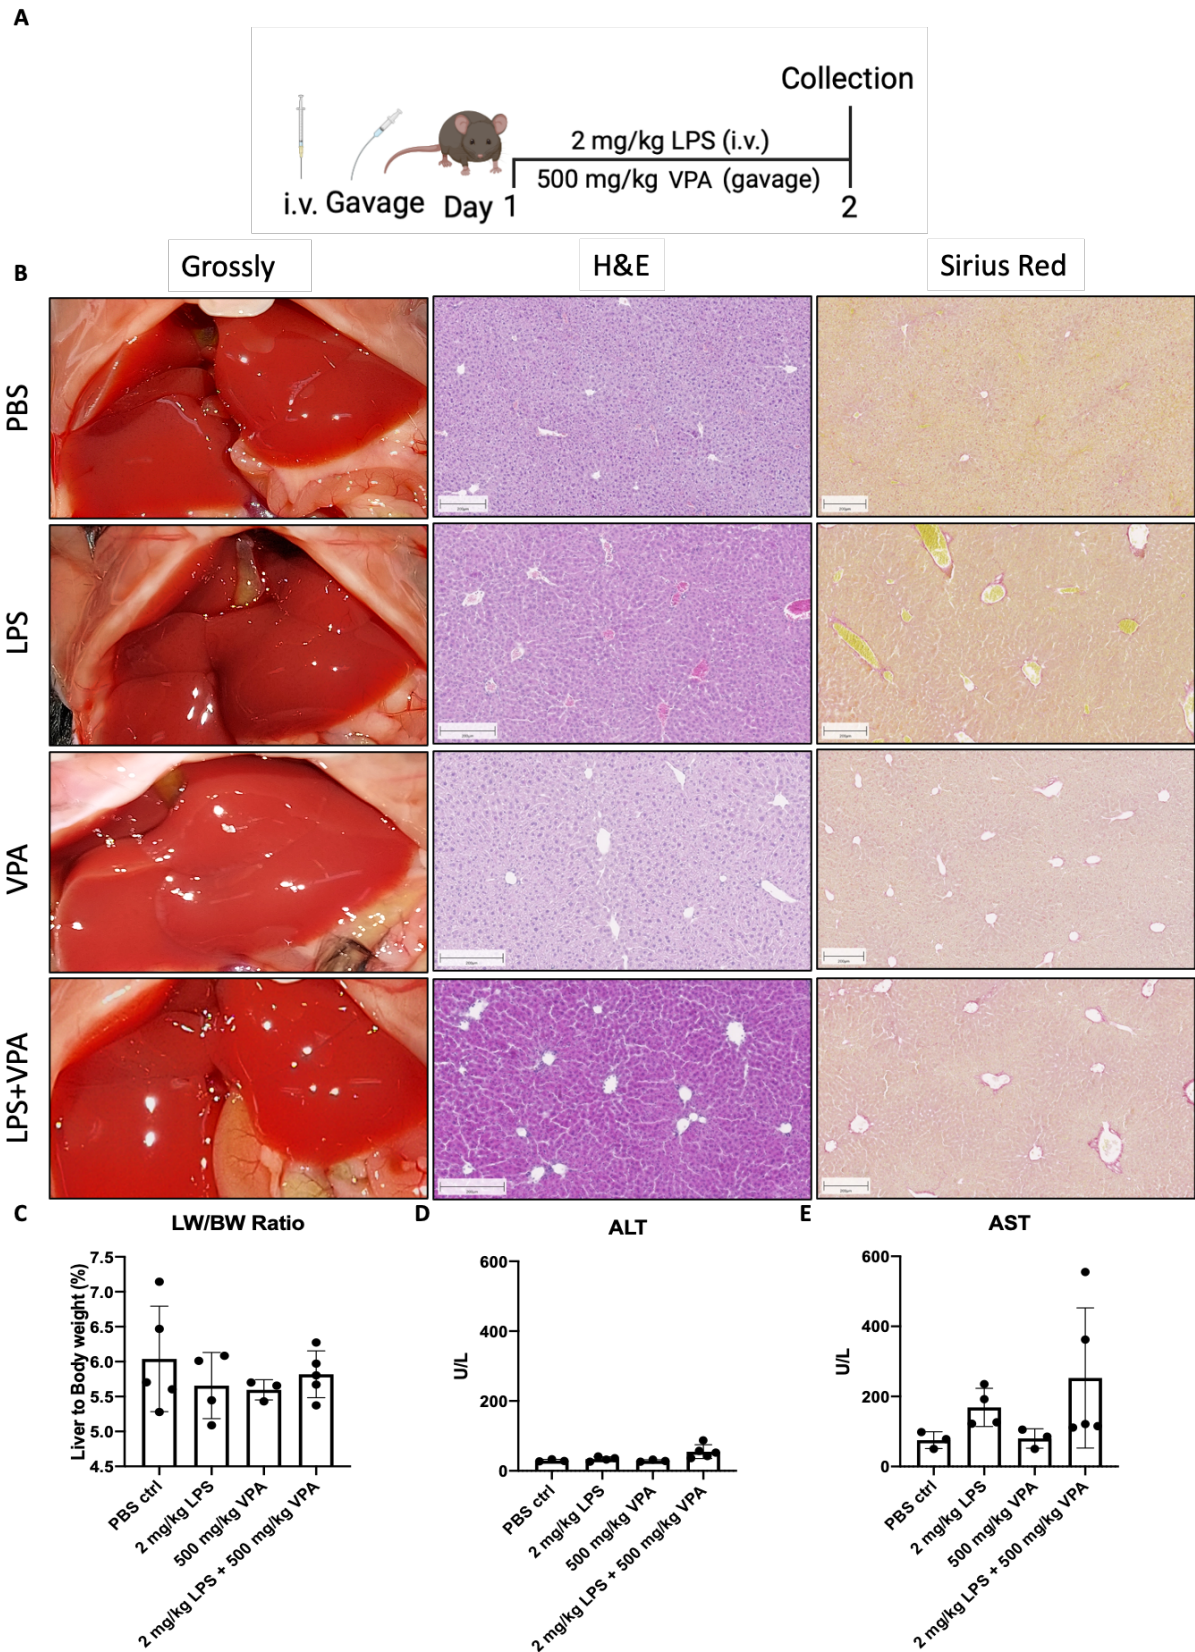 A
Collection
2 mg/kg LPS (i.v.)
500 mg/kg VPA (gavage)
i.v. Gavage Day 1 2
B
Grossly H&E Sirius Red
PBS
LPS
VPA
LPS+VPA
C
LW/BW Ratio
Liver to Body weight (%)
7.5
7.0
6.5
6.0
5.5
5.0
4.5
PBS ctrl
2 mg/kg LPS
500 mg/kg VPA
2 mg/kg LPS + 500 mg/kg VPA
D
ALT
U/L
600
400
200
0
PBS ctrl
2 mg/kg LPS
500 mg/kg VPA
2 mg/kg LPS + 500 mg/kg VPA
E
AST
U/L
600
400
200
0
PBS ctrl
2 mg/kg LPS
500 mg/kg VPA
2 mg/kg LPS + 500 mg/kg VPA